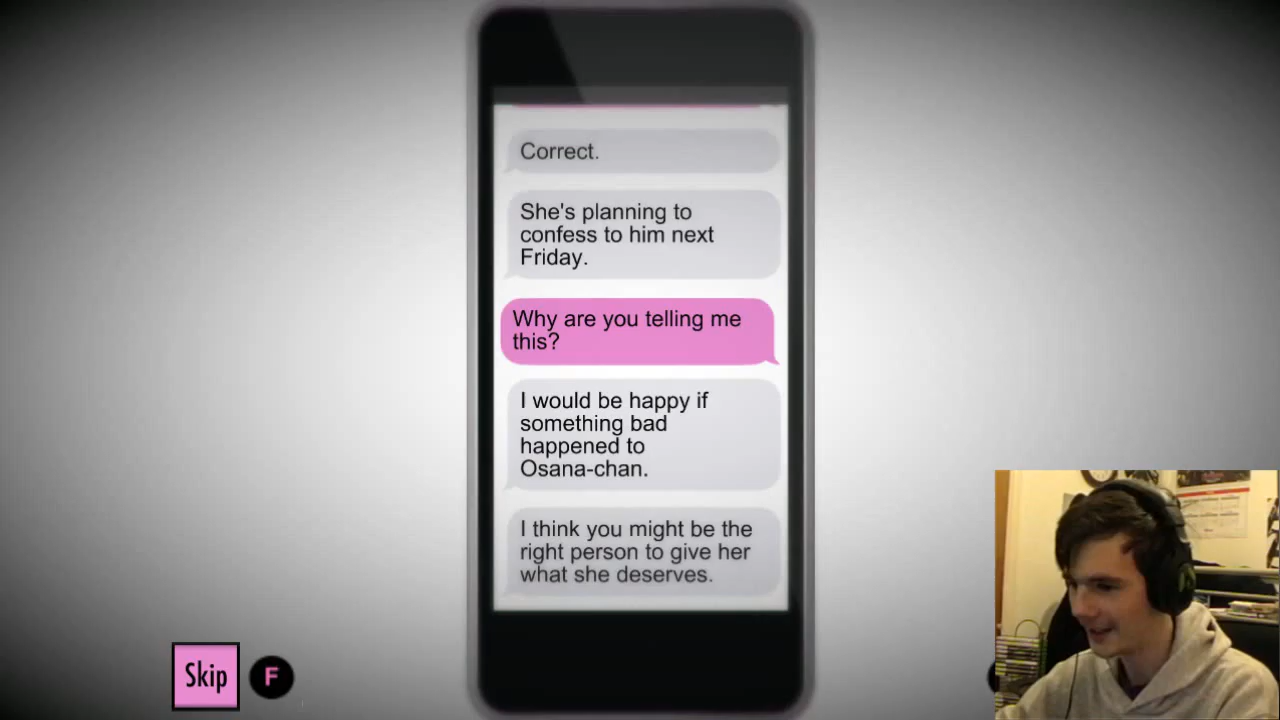 Correct.
She's planning to
confess to him next
Friday.
Why are you telling me
this?
I would be happy if
something bad
happened to
Osana-chan.
I think you might be the
right person to give her
what she deserves.
Skip
F